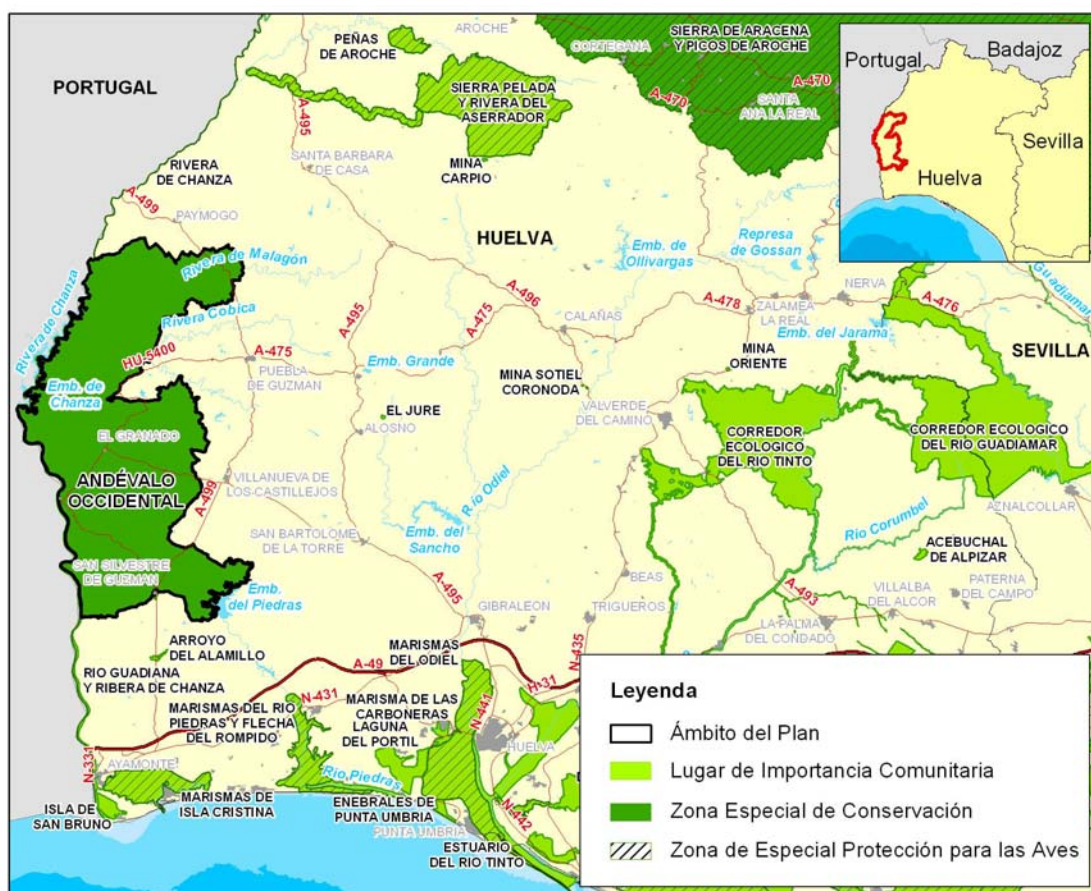 AROCHE
PEÑAS
DE AROCHE
CORTEGANA
SIERRA DE ARACENA
Y PICOS DE AROCHE
A-470
A-470
SANTA
ANA LA REAL
PORTUGAL
A-495
SIERRA PELADA
Y RIVERA DEL
ASERRADOR
MINA
CARPIO
SANTA BARBARA
DE CASA
RIVERA
DE CHANZA
A-499
PAYMOGO
HUELVA
Portugal
Badajoz
Sevilla
Huelva
Rivera de Malagón
Emb. de
Ollivargas
Represa
de Gossan
Guadiamar
Rivera de Chanza
Rivera Cobica
A-495
A-496
A-475
A-478
NERVA
A-476
ZALAMEA
LA REAL
CALAÑAS
Emb. del Jarama
SEVILLA
HU-5400
A-475
Emb. Grande
PUEBLA
DE GUZMAN
Emb. de
Chanza
MINA
ORIENTE
MINA SOTIEL
CORONODA
EL JURE
ALOSNO
VALVERDE
DEL CAMINO
EL GRANADO
CORREDOR
ECOLOGICO
DEL RIO TINTO
CORREDOR ECOLOGICO
DEL RIO GUADIAMAR
ANDÉVALO
OCCIDENTAL
VILLANUEVA DE
LOS CASTILLEJOS
A-499
Río Odiel
AZNALCOLLAR
Emb. del
Sancho
SAN BARTOLOME
DE LA TORRE
Río Corumbel
ACEBUCHAL
DE ALPIZAR
SAN SILVESTRE
DE GUZMAN
Emb.
del Piedras
BEAS
A-495
A-493
VILLALBA
DEL ALCOR
PATERNA
DEL CAMPO
GIBRALEON
TRIGUEROS
LA PALMA
DEL CONDADO
ARROYO
DEL ALAMILLO
MARISMAS
DEL ODIEL
N-435
RIO GUADIANA
Y RIBERA DE CHANZA
A-49
H-31
N-431
MARISMAS DEL RIO
PIEDRAS Y FLECHA
DEL ROMPIDO
MARISMA DE LAS
CARBONERAS
LAGUNA
DEL PORTIL
N-441
HUELVA
N-331
AYAMONTE
Río Piedras
ISLA DE
SAN BRUNO
MARISMAS DE
ISLA CRISTINA
ENEBRALES DE
PUNTA UMBRIA
PUNTA UMBRIA
N-442
ESTUARIO
DEL RIO TINTO
Leyenda
Ámbito del Plan
Lugar de Importancia Comunitaria
Zona Especial de Conservación
Zona de Especial Protección para las Aves